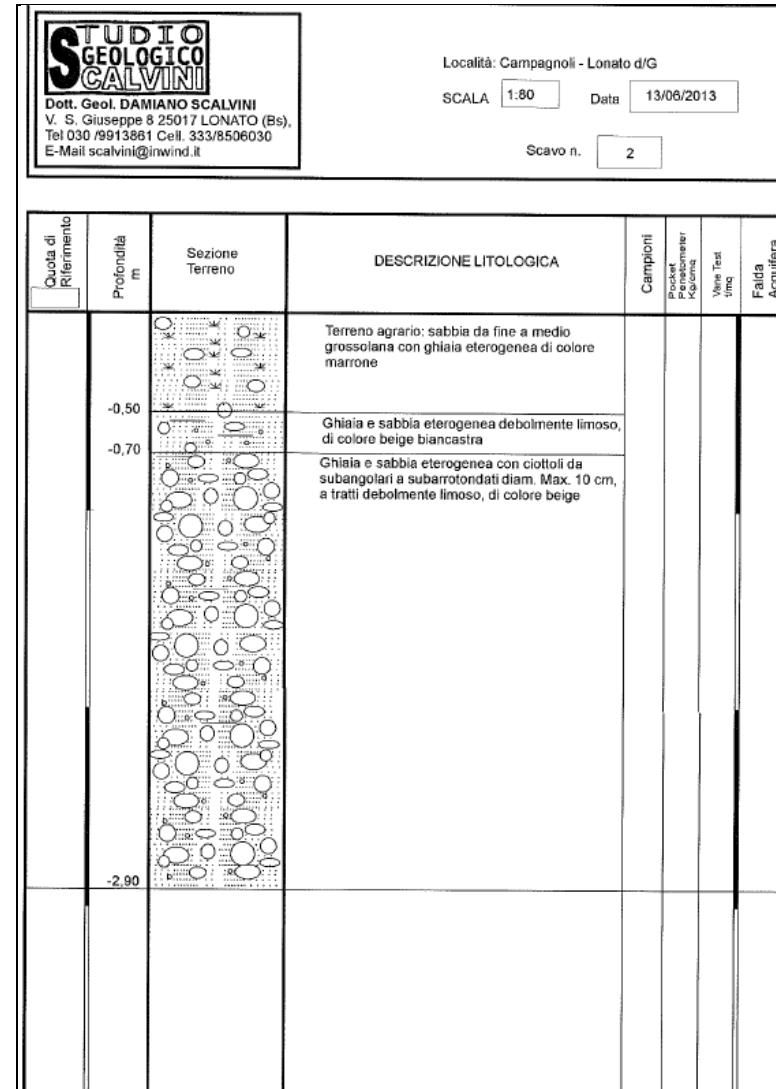 STUDIO
GEOLOGICO
SCALVINI
Dott. Geol. DAMIANO SCALVINI
V. S. Giuseppe 8 25017 LONATO (Bs),
Tel 030 /9913861 Cell. 333/8506030
E-Mail scalvini@inwind.it
Località: Campagnoli - Lonato d/G
SCALA 1:80 Data 13/06/2013
Scavo n. 2
Quota di
Riferimento
Profondità
m
Sezione
Terreno
DESCRIZIONE LITOLOGICA
Campioni
Pocket
Penetometer
Kg/cmq
Vane Test
t/mq
Falda
Acquifera
Terreno agrario: sabbia da fine a medio
grossolana con ghiaia eterogenea di colore
marrone
-0,50
Ghiaia e sabbia eterogenea debolmente limoso,
di colore beige biancastra
-0,70
Ghiaia e sabbia eterogenea con ciottoli da
subangolari a subarrotondati diam. Max. 10 cm,
a tratti debolmente limoso, di colore beige
-2,90